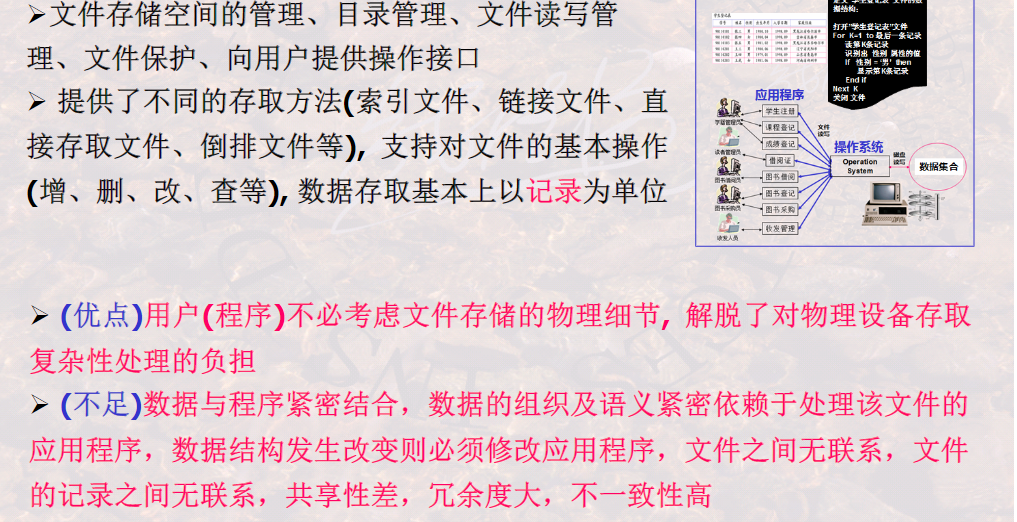 ➢文件存储空间的管理、目录管理、文件读写管
理、文件保护、向用户提供操作接口
➢ 提供了不同的存取方法(索引文件、链接文件、直
接存取文件、倒排文件等), 支持对文件的基本操作
(增、删、改、查等), 数据存取基本上以记录为单位
据结构;
打开"学生登记表"文件
For K=1 to 最后一条记录
读第K条记录
识别出 性别 属性的值
If 性别 = '男' then
显示第K条记录
End if
Next K
关闭 文件
应用程序
学籍管理员
学生注册
课程登记
成绩登记
借阅证
图书借阅
图书登记
图书采购
收发管理
图书采购员
收发人员
文件
读写
操作系统
Operation
System
磁盘
读写
数据集合
➢ (优点)用户(程序)不必考虑文件存储的物理细节, 解脱了对物理设备存取
复杂性处理的负担
➢ (不足)数据与程序紧密结合，数据的组织及语义紧密依赖于处理该文件的
应用程序，数据结构发生改变则必须修改应用程序，文件之间无联系，文件
的记录之间无联系，共享性差，冗余度大，不一致性高